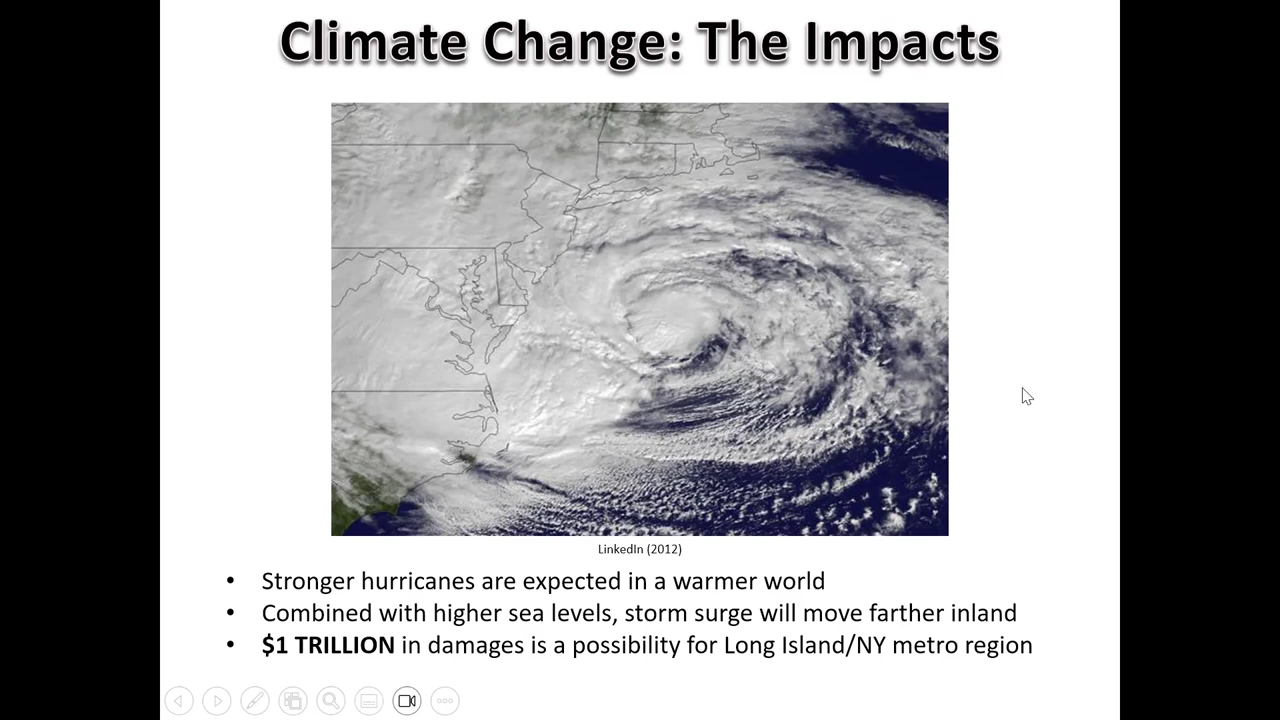 Climate Change: The Impacts
LinkedIn (2012)
• Stronger hurricanes are expected in a warmer world
• Combined with higher sea levels, storm surge will move farther inland
• $1 TRILLION in damages is a possibility for Long Island/NY metro region